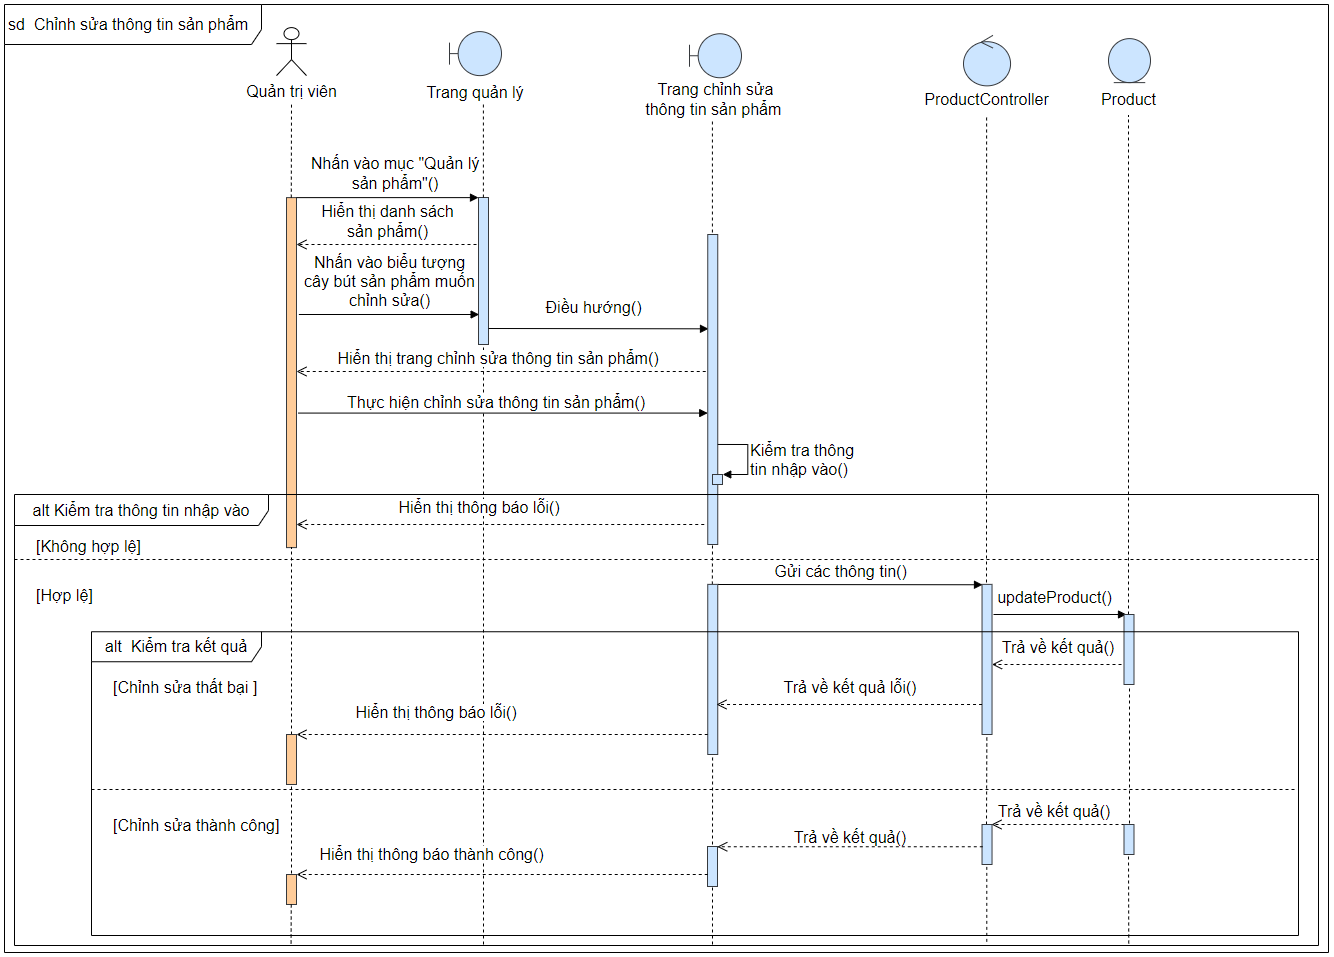 sd  Chỉnh sửa thông tin sản phẩm
Quản trị viên
Trang quản lý
Trang chỉnh sửa
thông tin sản phẩm
ProductController
Product
Nhấn vào mục "Quản lý
sản phẩm"()
Hiển thị danh sách
sản phẩm()
Nhấn vào biểu tượng
cây bút sản phẩm muốn
chỉnh sửa()
Điều hướng()
Hiển thị trang chỉnh sửa thông tin sản phẩm()
Thực hiện chỉnh sửa thông tin sản phẩm()
Kiểm tra thông
tin nhập vào()
alt Kiểm tra thông tin nhập vào
Hiển thị thông báo lỗi()
[Không hợp lệ]
Gửi các thông tin()
[Hợp lệ]
updateProduct()
alt  Kiểm tra kết quả
Trả về kết quả()
[Chỉnh sửa thất bại ]
Trả về kết quả lỗi()
Hiển thị thông báo lỗi()
Trả về kết quả()
[Chỉnh sửa thành công]
Trả về kết quả()
Hiển thị thông báo thành công()